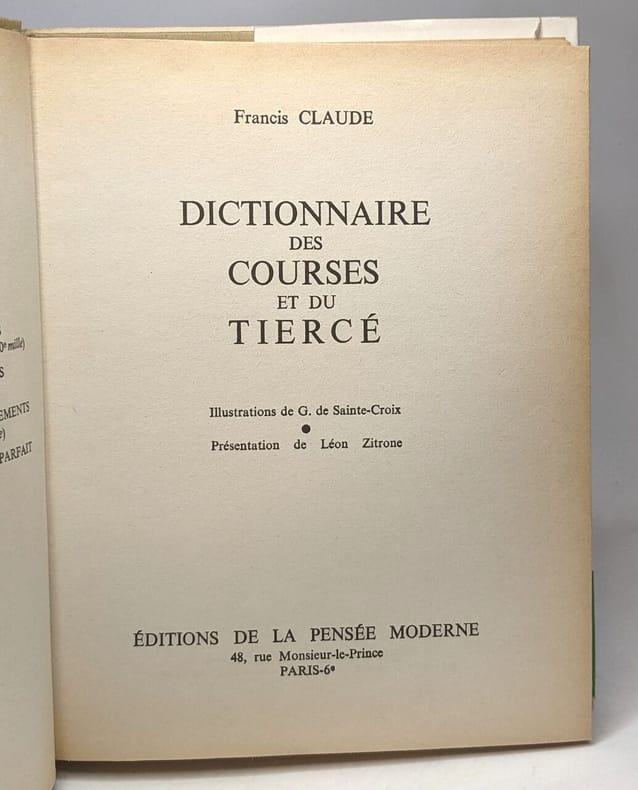 Francis CLAUDE
DICTIONNAIRE
DES
COURSES
ET DU
TIERCÉ
Illustrations de G. de Sainte-Croix
●
Présentation de Léon Zitrone
ÉDITIONS DE LA PENSÉE MODERNE
48, rue Monsieur-le-Prince
PARIS-6e
PARFAIT